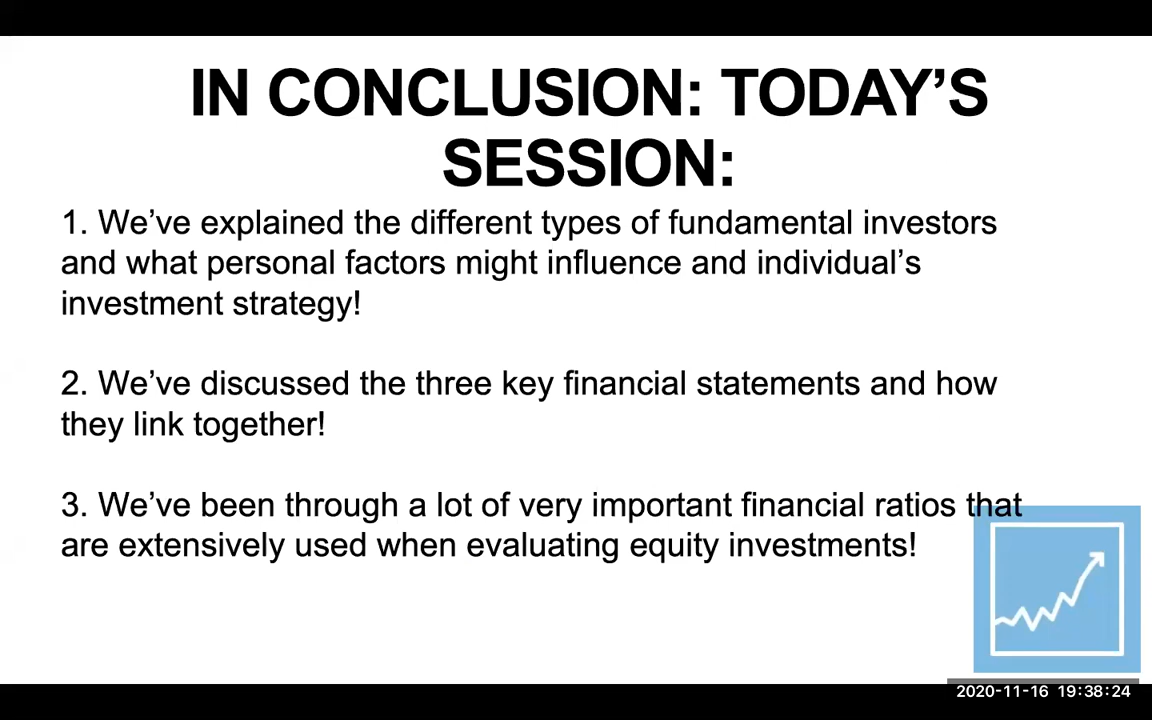 IN CONCLUSION: TODAY’S
SESSION:
1. We’ve explained the different types of fundamental investors
and what personal factors might influence and individual’s
investment strategy!
2. We’ve discussed the three key financial statements and how
they link together!
3. We’ve been through a lot of very important financial ratios that
are extensively used when evaluating equity investments!
2020-11-16 19:38:24